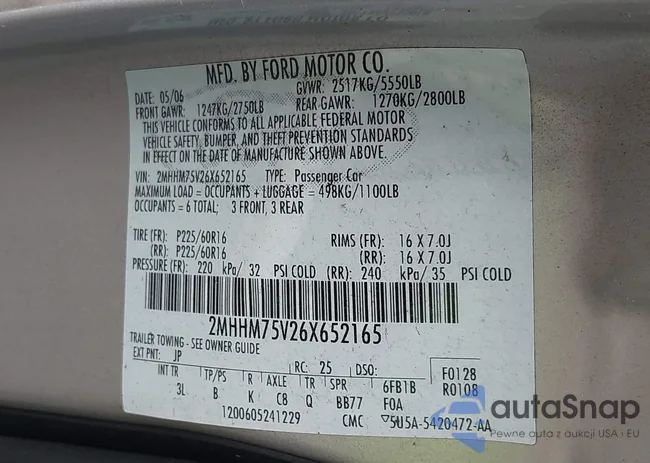 MFD. BY FORD MOTOR CO.
DATE: 05/06 GVWR: 2517KG/5550LB
FRONT GAWR: 1247KG/2750LB REAR GAWR: 1270KG/2800LB
THIS VEHICLE CONFORMS TO ALL APPLICABLE FEDERAL MOTOR
VEHICLE SAFETY, BUMPER, AND THEFT PREVENTION STANDARDS
IN EFFECT ON THE DATE OF MANUFACTURE SHOWN ABOVE.
VIN: 2MHHM75V26X652165 TYPE: Passenger Car
MAXIMUM LOAD = OCCUPANTS + LUGGAGE = 498KG/1100LB
OCCUPANTS = 6 TOTAL; 3 FRONT, 3 REAR
TIRE (FR): P225/60R16 RIMS (FR): 16 X 7.0J
(RR): P225/60R16 (RR): 16 X 7.0J
PRESSURE (FR): 220 kPa/ 32 PSI COLD (RR): 240 kPa/ 35 PSI COLD
2MHHM75V26X652165
TRAILER TOWING - SEE OWNER GUIDE
EXT PNT: JP RC: 25 DSO: F0128
INT TR TP/PS R AXLE TR SPR 6FB1B R0108
3L B K C8 Q BB77 FOA
1200605241229 CMC ▽5U5A-5420472-AA
autaSnap
Pewne auta z aukcji USA i EU